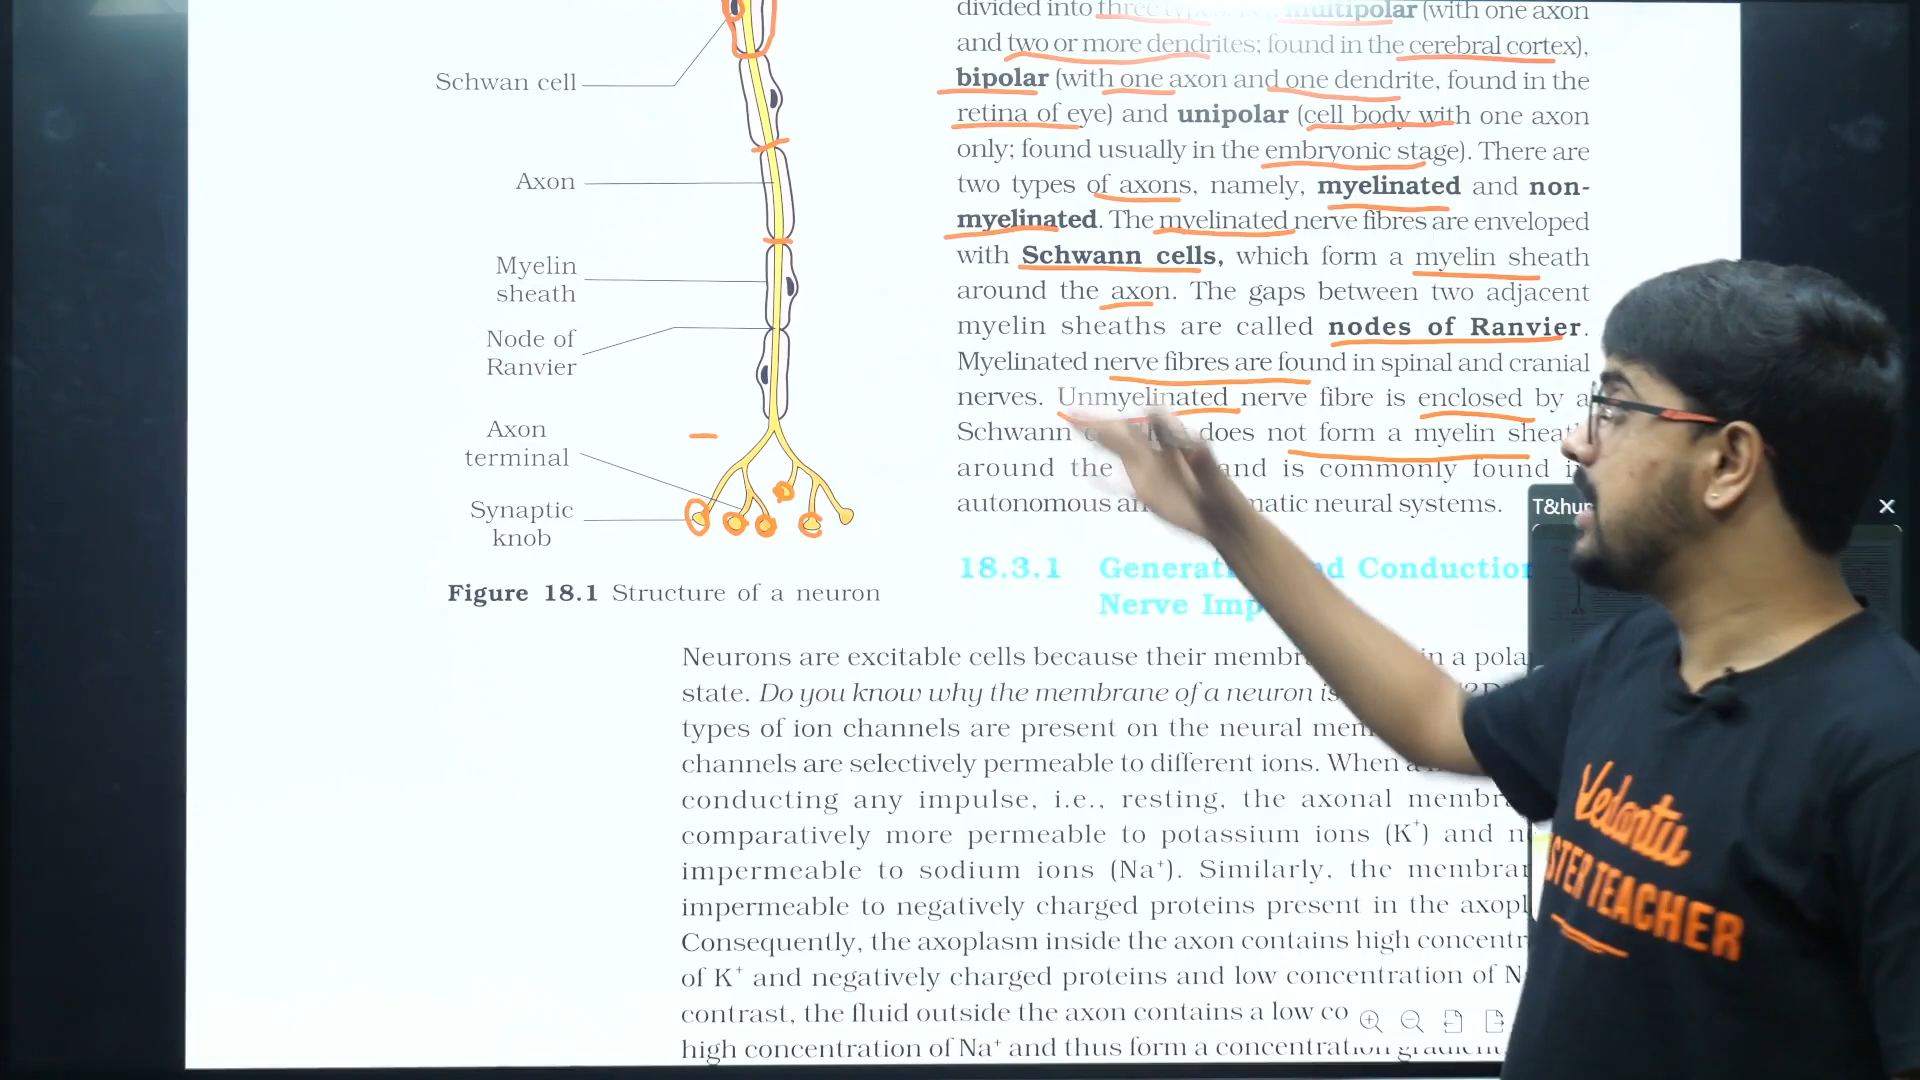 Schwan cell
Axon
Myelin
sheath
Node of
Ranvier
Axon
terminal
Synaptic
knob
Figure 18.1 Structure of a neuron
divided into three multipolar (with one axon
and two or more dendrites; found in the cerebral cortex),
bipolar (with one axon and one dendrite, found in the
retina of eye) and unipolar (cell body with one axon
only; found usually in the embryonic stage). There are
two types of axons, namely, myelinated and non-
myelinated. The myelinated nerve fibres are enveloped
with Schwann cells, which form a myelin sheath
around the axon. The gaps between two adjacent
myelin sheaths are called nodes of Ranvier.
Myelinated nerve fibres are found in spinal and cranial
nerves. Unmyelinated nerve fibre is enclosed by a
Schwann does not form a myelin
around the and is commonly found
autonomous neural systems.
18.3.1
Nerve
Neurons are excitable cells because their in a
state. Do you know why the membrane of a neuron is
types of ion channels are present on the neural
channels are selectively permeable to different ions. When
conducting any impulse, i.e., resting, the axonal
comparatively more permeable to potassium ions (K⁺) and
impermeable to sodium ions (Na⁺). Similarly, the
impermeable to negatively charged proteins present in the
Consequently, the axoplasm inside the axon contains high
of K⁺ and negatively charged proteins and low concentration of
contrast, the fluid outside the axon contains a low
high concentration of Na⁺ and thus form a concentration
Vedantu
TEACHER